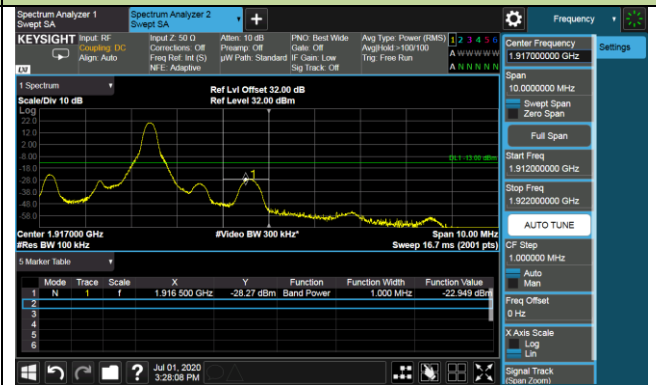 Spectrum Analyzer 1
Swept SA
Spectrum Analyzer 2
Swept SA
+
Frequency
KEYSIGHT
Input: RF
Coupling: DC
Align: Auto
Input Z: 50 Ω
Corrections: Off
Freq Ref: Int (S)
NFE: Adaptive
Atten: 10 dB
Preamp: Off
µW Path: Standard
PNO: Best Wide
Gate: Off
IF Gain: Low
Sig Track: Off
Avg Type: Power (RMS)
Avg|Hold:>100/100
Trig: Free Run
1 2 3 4 5 6
A W W W W W
A N N N N N
LXI
1 Spectrum
Scale/Div 10 dB
Ref Lvl Offset 32.00 dB
Ref Level 32.00 dBm
Log
22.0
12.0
2.00
-8.00
-18.0
-28.0
-38.0
-48.0
-58.0
DL1 -13.00 dBm
1
Center 1.917000 GHz
#Video BW 300 kHz*
Span 10.00 MHz
#Res BW 100 kHz
Sweep 16.7 ms (2001 pts)
5 Marker Table
Mode Trace Scale X Y Function Function Width Function Value
1 N 1 f 1.916 500 GHz -28.27 dBm Band Power 1.000 MHz -22.949 dBm
2
3
4
5
6
Jul 01, 2020
3:28:08 PM
Center Frequency
1.917000000 GHz
Settings
Span
10.0000000 MHz
Swept Span
Zero Span
Full Span
Start Freq
1.912000000 GHz
Stop Freq
1.922000000 GHz
AUTO TUNE
CF Step
1.000000 MHz
Auto
Man
Freq Offset
0 Hz
X Axis Scale
Log
Lin
Signal Track
(Span Zoom)